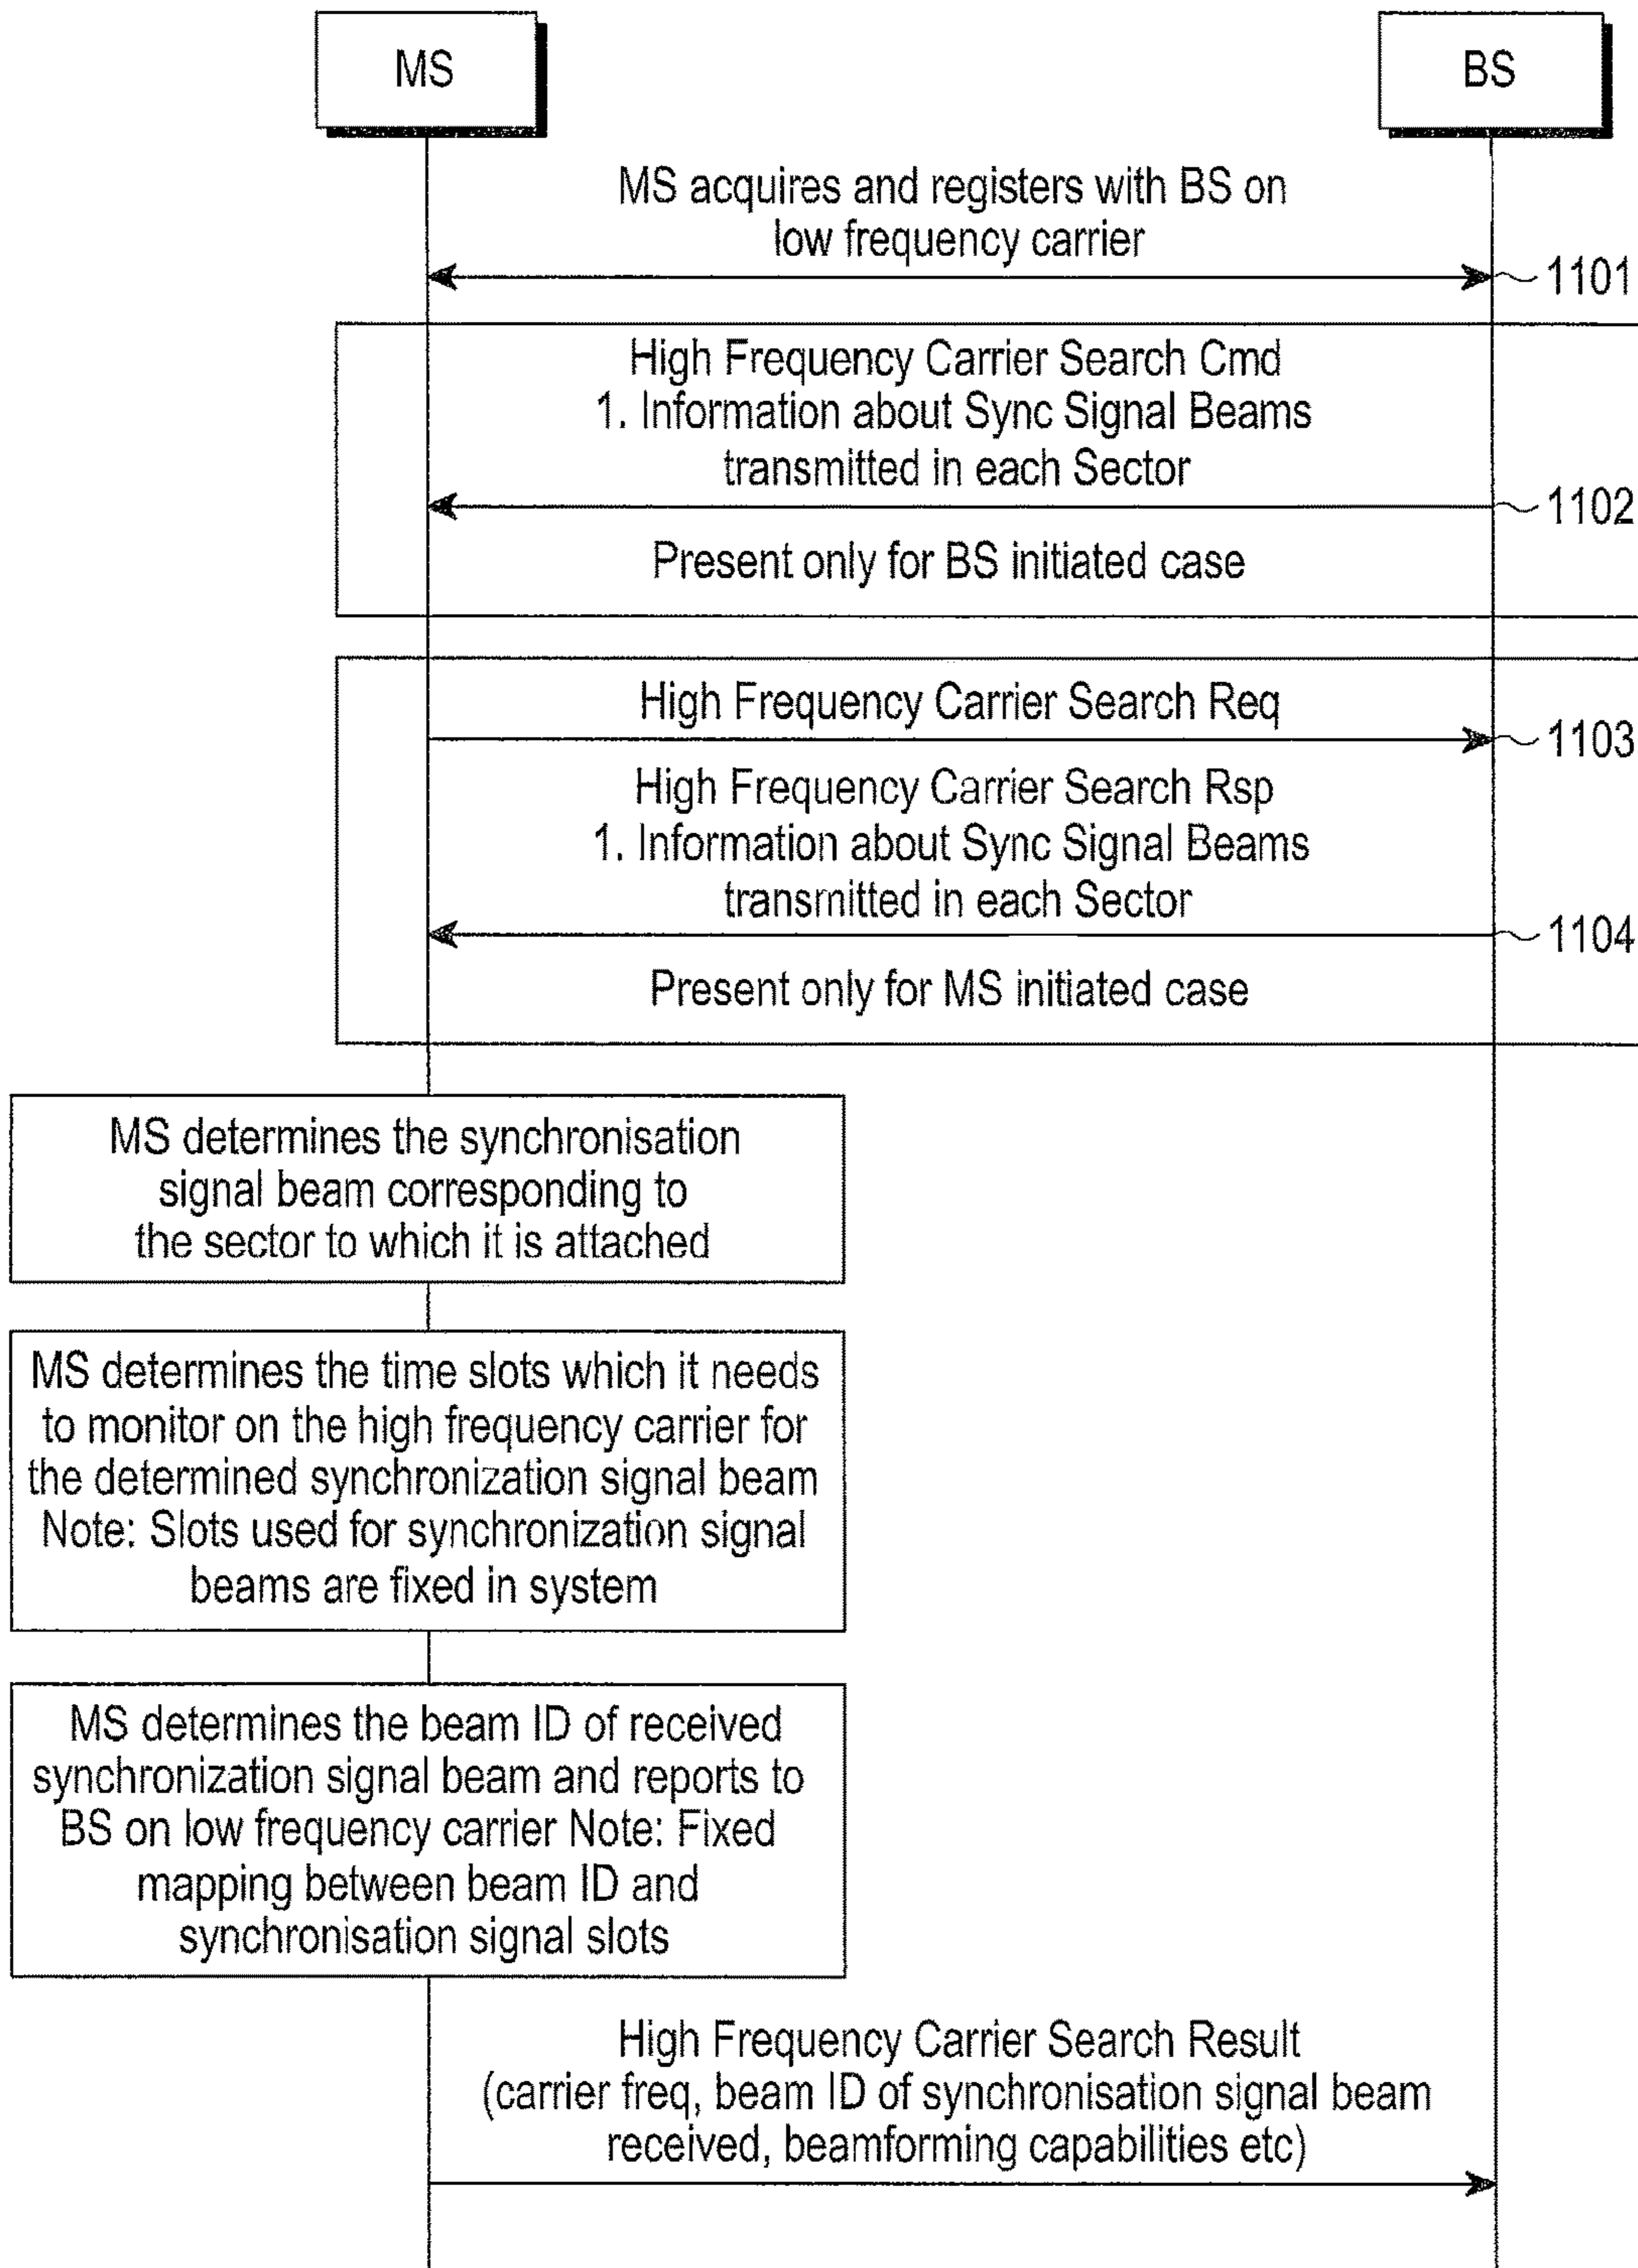 MS
BS
MS acquires and registers with BS on
low frequency carrier
1101
High Frequency Carrier Search Cmd
1. Information about Sync Signal Beams
transmitted in each Sector
1102
Present only for BS initiated case
High Frequency Carrier Search Req
1103
High Frequency Carrier Search Rsp
1. Information about Sync Signal Beams
transmitted in each Sector
1104
Present only for MS initiated case
MS determines the synchronisation
signal beam corresponding to
the sector to which it is attached
MS determines the time slots which it needs
to monitor on the high frequency carrier for
the determined synchronization signal beam
Note: Slots used for synchronization signal
beams are fixed in system
MS determines the beam ID of received
synchronization signal beam and reports to
BS on low frequency carrier Note: Fixed
mapping between beam ID and
synchronisation signal slots
High Frequency Carrier Search Result
(carrier freq, beam ID of synchronisation signal beam
received, beamforming capabilities etc)